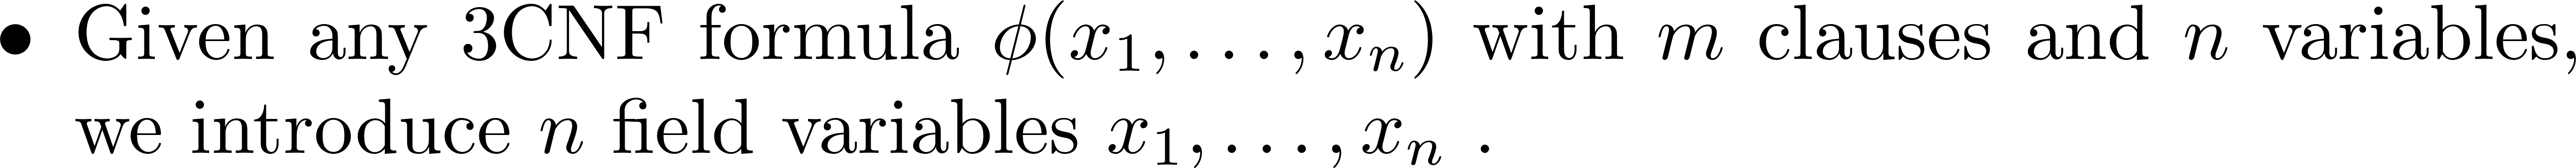 • Given any 3CNF formula ϕ(x₁, . . . , xₙ) with m clauses and n variables,
we introduce n field variables x₁, . . . , xₙ .